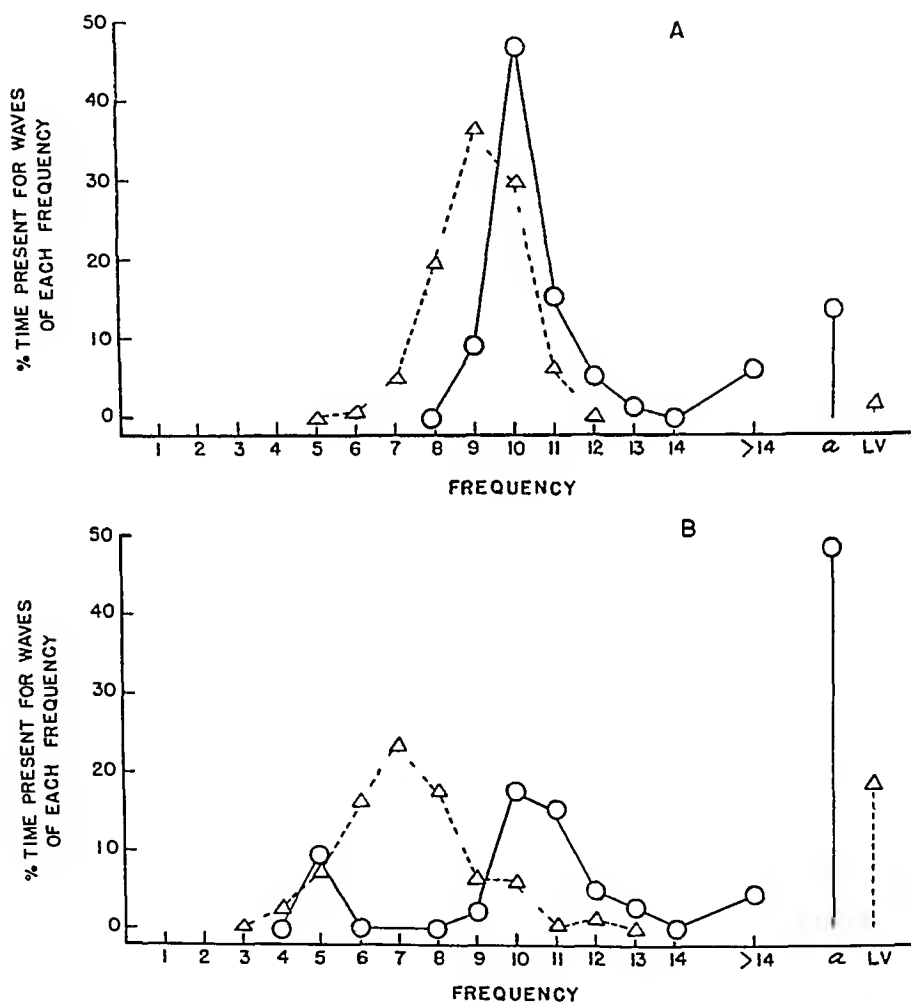 A
% TIME PRESENT FOR WAVES
OF EACH FREQUENCY
50
40
30
20
10
0
1 2 3 4 5 6 7 8 9 10 11 12 13 14 >14 a LV
FREQUENCY
B
% TIME PRESENT FOR WAVES
OF EACH FREQUENCY
50
40
30
20
10
0
1 2 3 4 5 6 7 8 9 10 11 12 13 14 >14 a LV
FREQUENCY